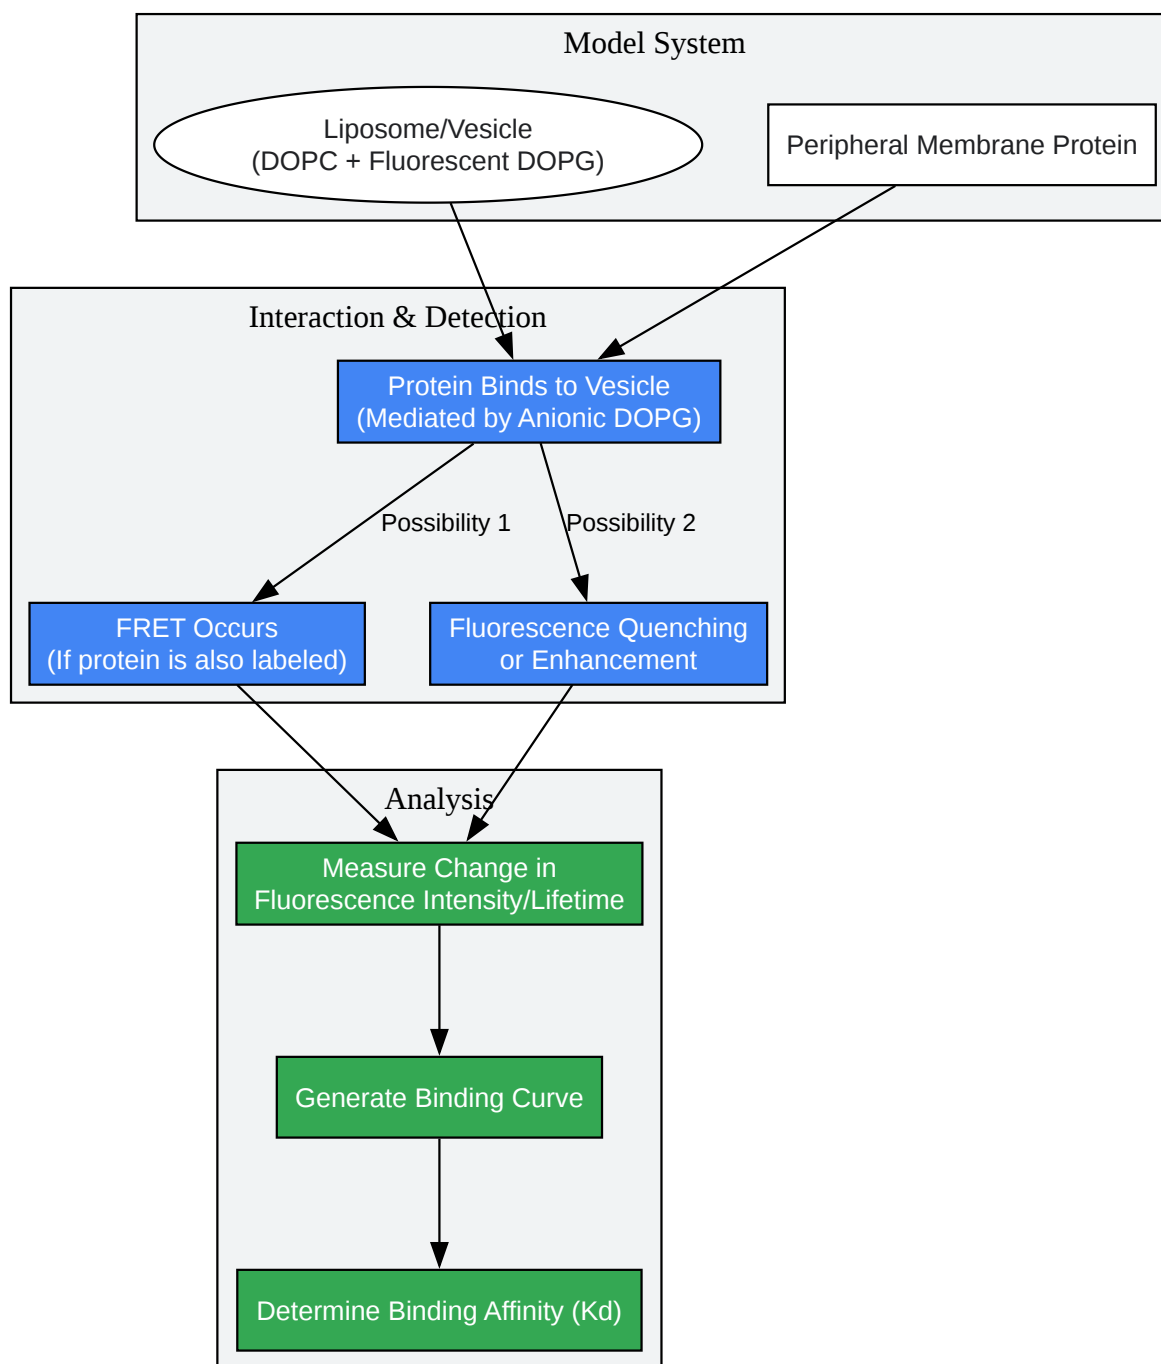 Model System
Liposome/Vesicle
(DOPC + Fluorescent DOPG)
Peripheral Membrane Protein
Interaction & Detection
Protein Binds to Vesicle
(Mediated by Anionic DOPG)
Possibility 1
Possibility 2
FRET Occurs
(If protein is also labeled)
Fluorescence Quenching
or Enhancement
Analysis
Measure Change in
Fluorescence Intensity/Lifetime
Generate Binding Curve
Determine Binding Affinity (Kd)